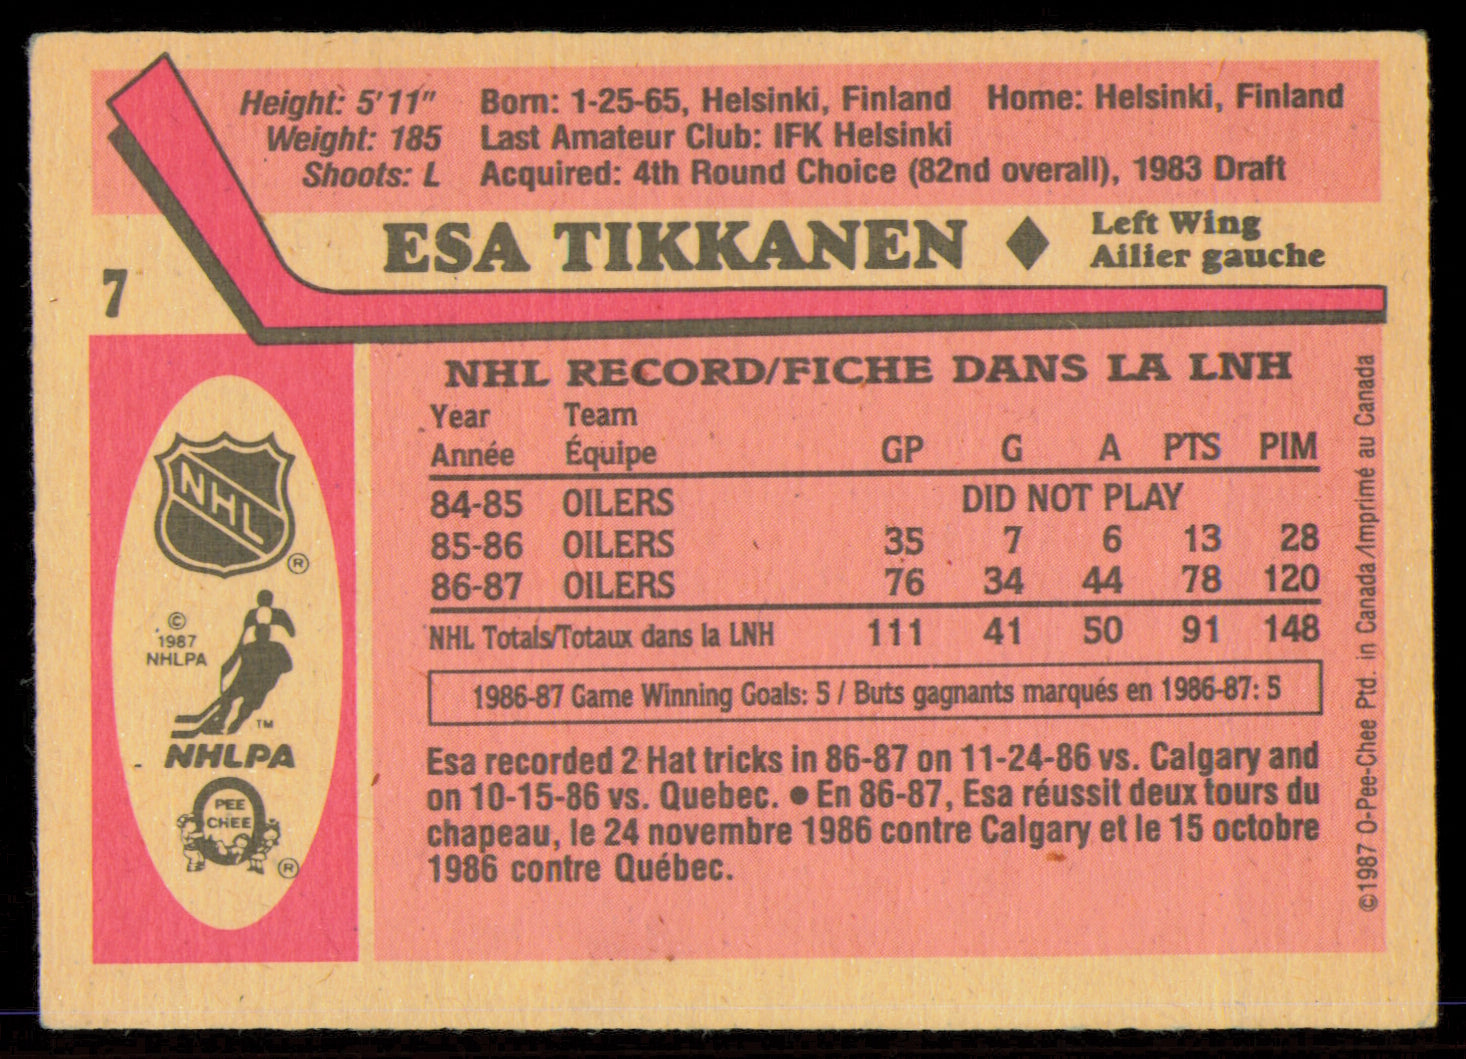 Height: 5'11" Born: 1-25-65, Helsinki, Finland Home: Helsinki, Finland
Weight: 185 Last Amateur Club: IFK Helsinki
Shoots: L Acquired: 4th Round Choice (82nd overall), 1983 Draft
ESA TIKKANEN ♦ Left Wing
Ailier gauche
7
NHL RECORD/FICHE DANS LA LNH
Year Team
Année Équipe GP G A PTS PIM
84-85 OILERS DID NOT PLAY
85-86 OILERS 35 7 6 13 28
86-87 OILERS 76 34 44 78 120
NHL Totals/Totaux dans la LNH 111 41 50 91 148
1986-87 Game Winning Goals: 5 / Buts gagnants marqués en 1986-87: 5
Esa recorded 2 Hat tricks in 86-87 on 11-24-86 vs. Calgary and
on 10-15-86 vs. Quebec. ● En 86-87, Esa réussit deux tours du
chapeau, le 24 novembre 1986 contre Calgary et le 15 octobre
1986 contre Québec.
NHL
®
©
1987
NHLPA
TM
NHLPA
PEE
CHEE
®
©1987 O-Pee-Chee Ptd. in Canada/Imprimé au Canada